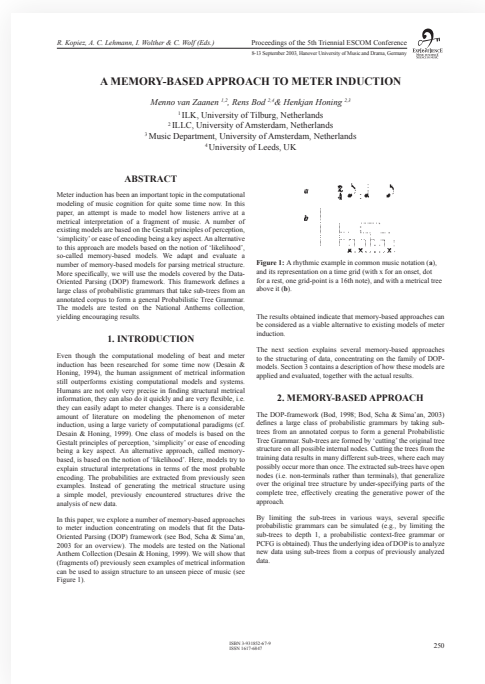 R. Kopiez, A. C. Lehmann, I. Wolther & C. Wolf (Eds.)
Proceedings of the 5th Triennial ESCOM Conference
8-13 September 2003, Hanover University of Music and Drama, Germany
A MEMORY-BASED APPROACH TO METER INDUCTION
Menno van Zaanen 1,2, Rens Bod 2,4 & Henkjan Honing 2,3
1 ILK, University of Tilburg, Netherlands
2 ILLC, University of Amsterdam, Netherlands
3 Music Department, University of Amsterdam, Netherlands
4 University of Leeds, UK
ABSTRACT
Meter induction has been an important topic in the computational
modeling of music cognition for quite some time now. In this
paper, an attempt is made to model how listeners arrive at a
metrical interpretation of a fragment of music. A number of
existing models are based on the Gestalt principles of perception,
'simplicity' or ease of encoding being a key aspect. An alternative
to this approach are models based on the notion of 'likelihood',
so-called memory-based models. We adapt and evaluate a
number of memory-based models for parsing metrical structure.
More specifically, we will use the models covered by the Data-
Oriented Parsing (DOP) framework. This framework defines a
large class of probabilistic grammars that take sub-trees from an
annotated corpus to form a general Probabilistic Tree Grammar.
The models are tested on the National Anthems collection,
yielding encouraging results.
1. INTRODUCTION
Even though the computational modeling of beat and meter
induction has been researched for some time now (Desain &
Honing, 1994), the human assignment of metrical information
still outperforms existing computational models and systems.
Humans are not only very precise in finding structural metrical
information, they can also do it quickly and are very flexible, i.e.
they can easily adapt to meter changes. There is a considerable
amount of literature on modeling the phenomenon of meter
induction, using a large variety of computational paradigms (cf.
Desain & Honing, 1999). One class of models is based on the
Gestalt principles of perception, 'simplicity' or ease of encoding
being a key aspect. An alternative approach, called memory-
based, is based on the notion of 'likelihood'. Here, models try to
explain structural interpretations in terms of the most probable
encoding. The probabilities are extracted from previously seen
examples. Instead of generating the metrical structure using
a simple model, previously encountered structures drive the
analysis of new data.
In this paper, we explore a number of memory-based approaches
to meter induction concentrating on models that fit the Data-
Oriented Parsing (DOP) framework (see Bod, Scha & Sima'an,
2003 for an overview). The models are tested on the National
Anthem Collection (Desain & Honing, 1999). We will show that
(fragments of) previously seen examples of metrical information
can be used to assign structure to an unseen piece of music (see
Figure 1).
a
2
4
b
Figure 1: A rhythmic example in common music notation (a),
and its representation on a time grid (with x for an onset, dot
for a rest, one grid-point is a 16th note), and with a metrical tree
above it (b).
The results obtained indicate that memory-based approaches can
be considered as a viable alternative to existing models of meter
induction.
The next section explains several memory-based approaches
to the structuring of data, concentrating on the family of DOP-
models. Section 3 contains a description of how these models are
applied and evaluated, together with the actual results.
2. MEMORY-BASED APPROACH
The DOP-framework (Bod, 1998; Bod, Scha & Sima'an, 2003)
defines a large class of probabilistic grammars by taking sub-
trees from an annotated corpus to form a general Probabilistic
Tree Grammar. Sub-trees are formed by 'cutting' the original tree
structure on all possible internal nodes. Cutting the trees from the
training data results in many different sub-trees, where each may
possibly occur more than once. The extracted sub-trees have open
nodes (i.e. non-terminals rather than terminals), that generalize
over the original tree structure by under-specifying parts of the
complete tree, effectively creating the generative power of the
approach.
By limiting the sub-trees in various ways, several specific
probabilistic grammars can be simulated (e.g., by limiting the
sub-trees to depth 1, a probabilistic context-free grammar or
PCFG is obtained). Thus the underlying idea of DOP is to analyze
new data using sub-trees from a corpus of previously analyzed
data.
ISBN 3-931852-67-9
ISSN 1617-6847
250